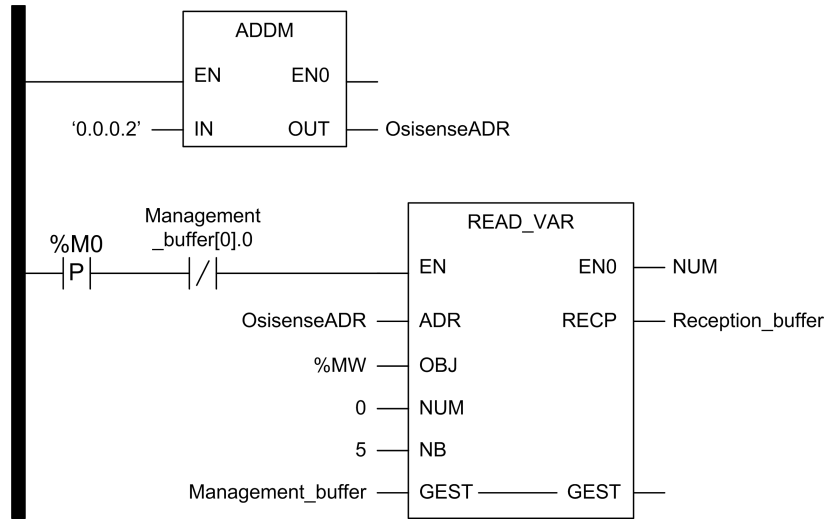 ADDM
EN EN0
'0.0.0.2' IN OUT OsisenseADR
Management
_buffer[0].0
%M0
P
READ_VAR
EN EN0 NUM
OsisenseADR ADR RECP Reception_buffer
%MW OBJ
0 NUM
5 NB
Management_buffer GEST GEST